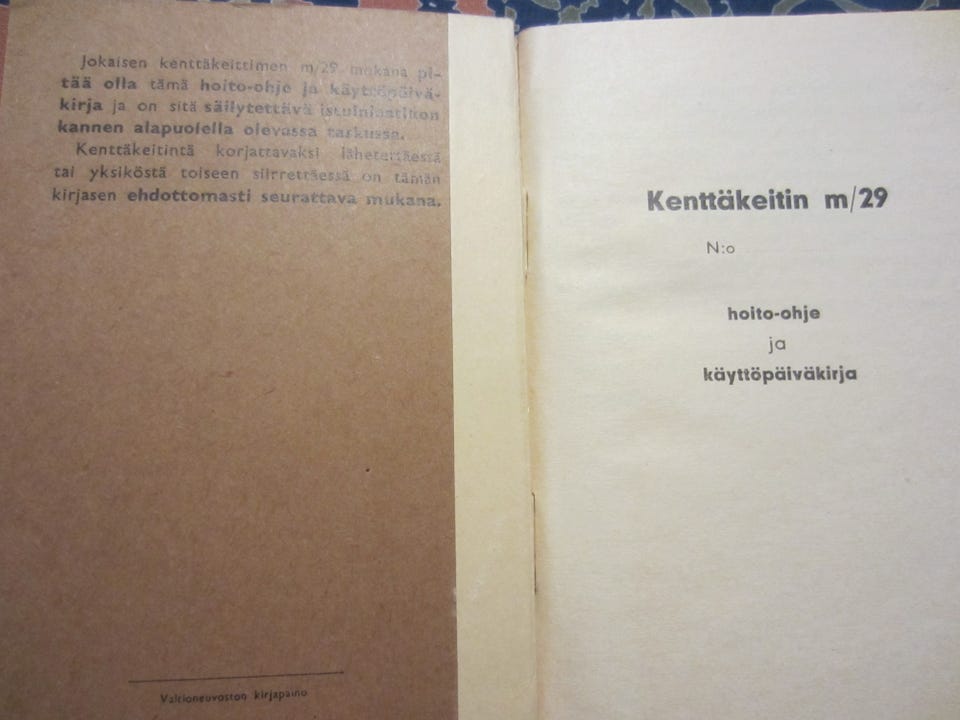 Jokaisen kenttäkeittimen m/29 mukana pi-
tää olla tämä hoito-ohje ja käyttöpäivä-
kirja ja on sitä säilytettävä istuinlaatikon
kannen alapuolella olevassa taskussa.
Kenttäkeitintä korjattavaksi lähetettäessä
tai yksiköstä toiseen siirrettäessä on tämän
kirjasen ehdottomasti seurattava mukana.
Valtioneuvoston kirjapaino
Kenttäkeitin m/29
N:o
hoito-ohje
ja
käyttöpäiväkirja